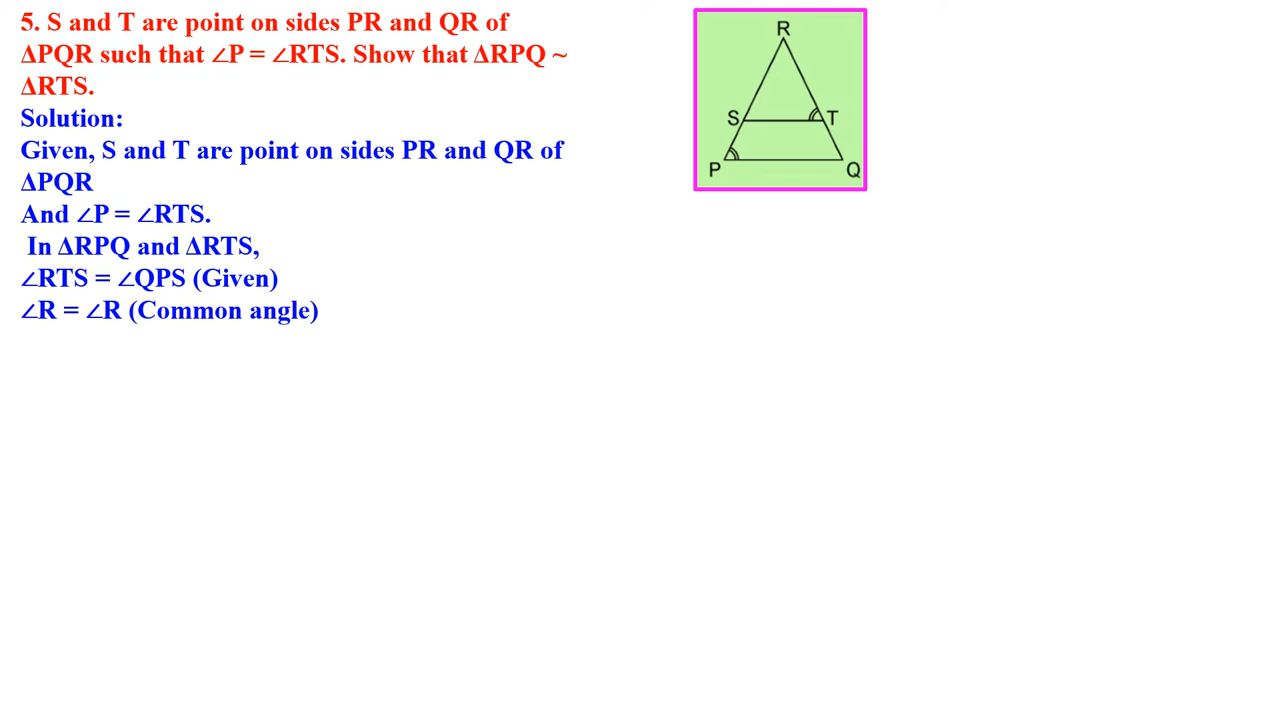 5. S and T are point on sides PR and QR of
ΔPQR such that ∠P = ∠RTS. Show that ΔRPQ ~
ΔRTS.
Solution:
Given, S and T are point on sides PR and QR of
ΔPQR
And ∠P = ∠RTS.
In ΔRPQ and ΔRTS,
∠RTS = ∠QPS (Given)
∠R = ∠R (Common angle)
R
S T
P Q